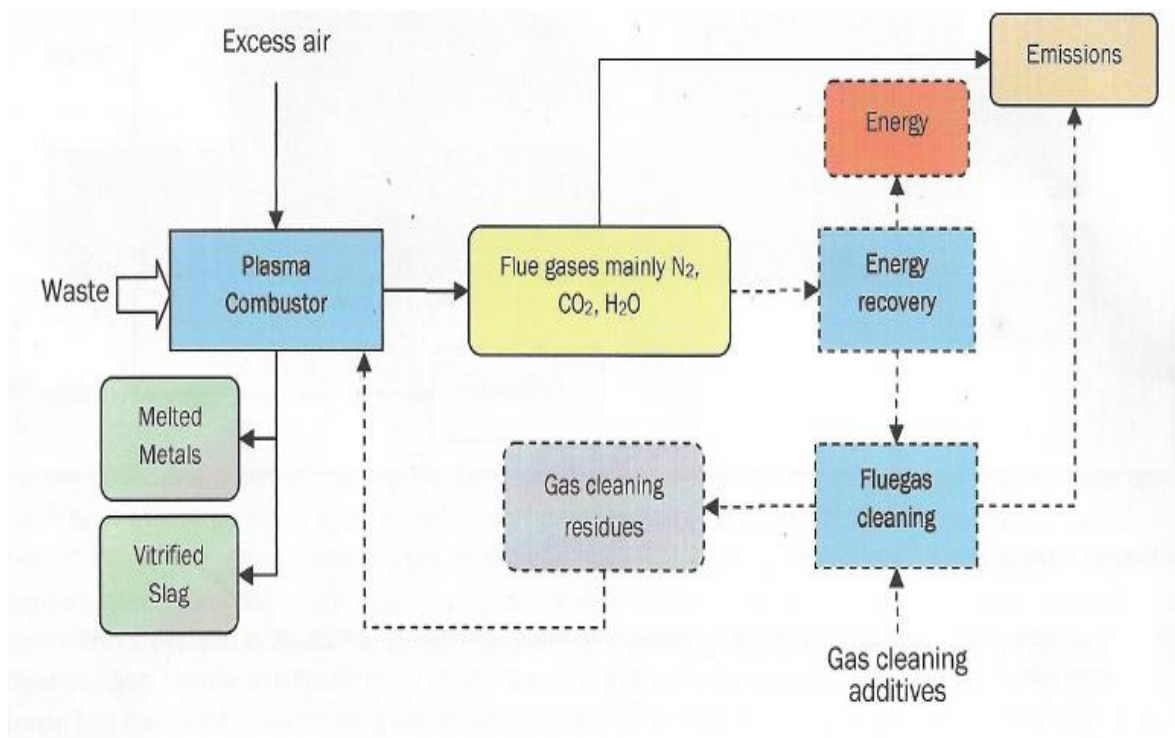 Excess air
Emissions
Energy
Waste
Plasma
Combustor
Flue gases mainly N₂,
CO₂, H₂O
Energy
recovery
Melted
Metals
Gas cleaning
residues
Fluegas
cleaning
Vitrified
Slag
Gas cleaning
additives